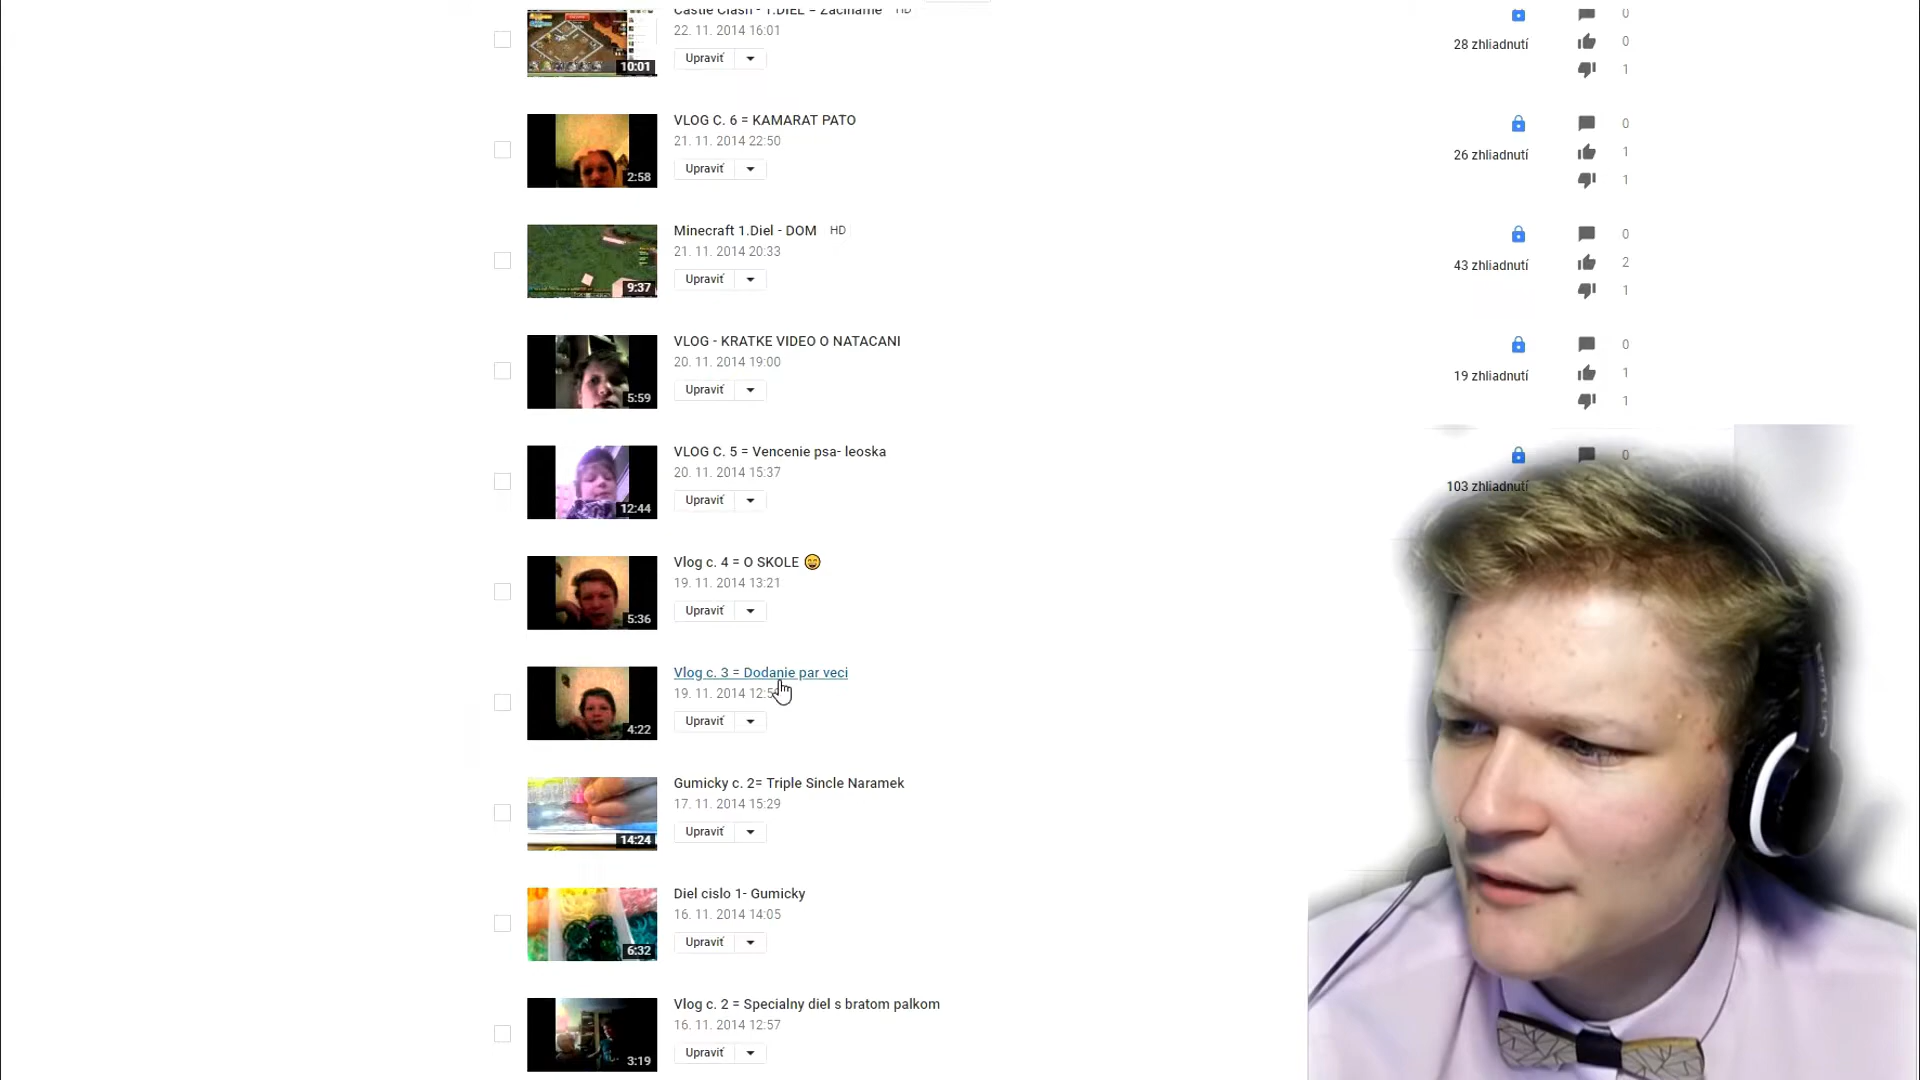 Castle Clash - 1.DIEL = Zaciname HD
22. 11. 2014 16:01
Upraviť
10:01
28 zhliadnutí
0
0
1
VLOG C. 6 = KAMARAT PATO
21. 11. 2014 22:50
Upraviť
2:58
26 zhliadnutí
0
1
1
Minecraft 1.Diel - DOM HD
21. 11. 2014 20:33
Upraviť
9:37
43 zhliadnutí
0
2
1
VLOG - KRATKE VIDEO O NATACANI
20. 11. 2014 19:00
Upraviť
5:59
19 zhliadnutí
0
1
1
VLOG C. 5 = Vencenie psa- leoska
20. 11. 2014 15:37
Upraviť
12:44
103 zhliadnutí
0
Vlog c. 4 = O SKOLE 😄
19. 11. 2014 13:21
Upraviť
5:36
Vlog c. 3 = Dodanie par veci
19. 11. 2014
Upraviť
4:22
Gumicky c. 2= Triple Sincle Naramek
17. 11. 2014 15:29
Upraviť
14:24
Diel cislo 1- Gumicky
16. 11. 2014 14:05
Upraviť
6:32
Vlog c. 2 = Specialny diel s bratom palkom
16. 11. 2014 12:57
Upraviť
3:19